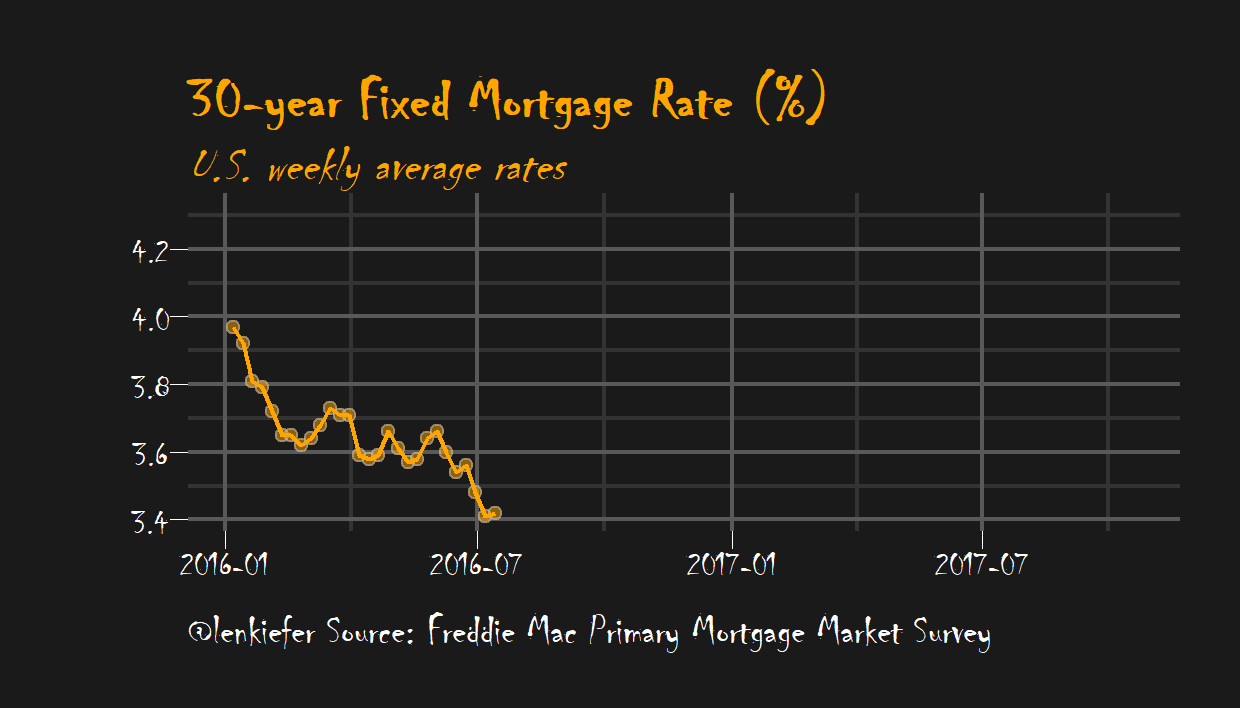 30-year Fixed Mortgage Rate (%)
U.S. weekly average rates
4.2
4.0
3.8
3.6
3.4
2016-01 2016-07 2017-01 2017-07
@lenkiefer Source: Freddie Mac Primary Mortgage Market Survey